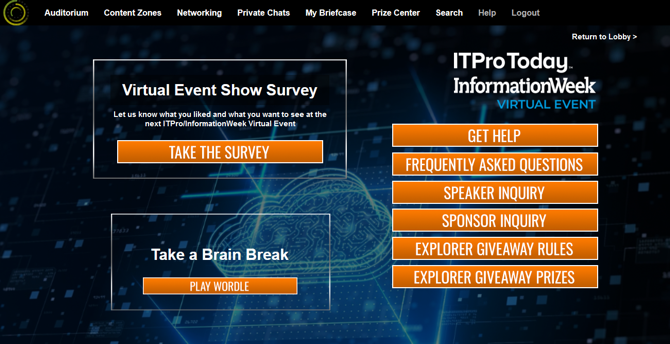 Auditorium Content Zones Networking Private Chats My Briefcase Prize Center Search Help Logout
Return to Lobby >
ITProToday
InformationWeek
VIRTUAL EVENT
Virtual Event Show Survey
Let us know what you liked and what you want to see at the
next ITPro/InformationWeek Virtual Event
TAKE THE SURVEY
Take a Brain Break
PLAY WORDLE
GET HELP
FREQUENTLY ASKED QUESTIONS
SPEAKER INQUIRY
SPONSOR INQUIRY
EXPLORER GIVEAWAY RULES
EXPLORER GIVEAWAY PRIZES